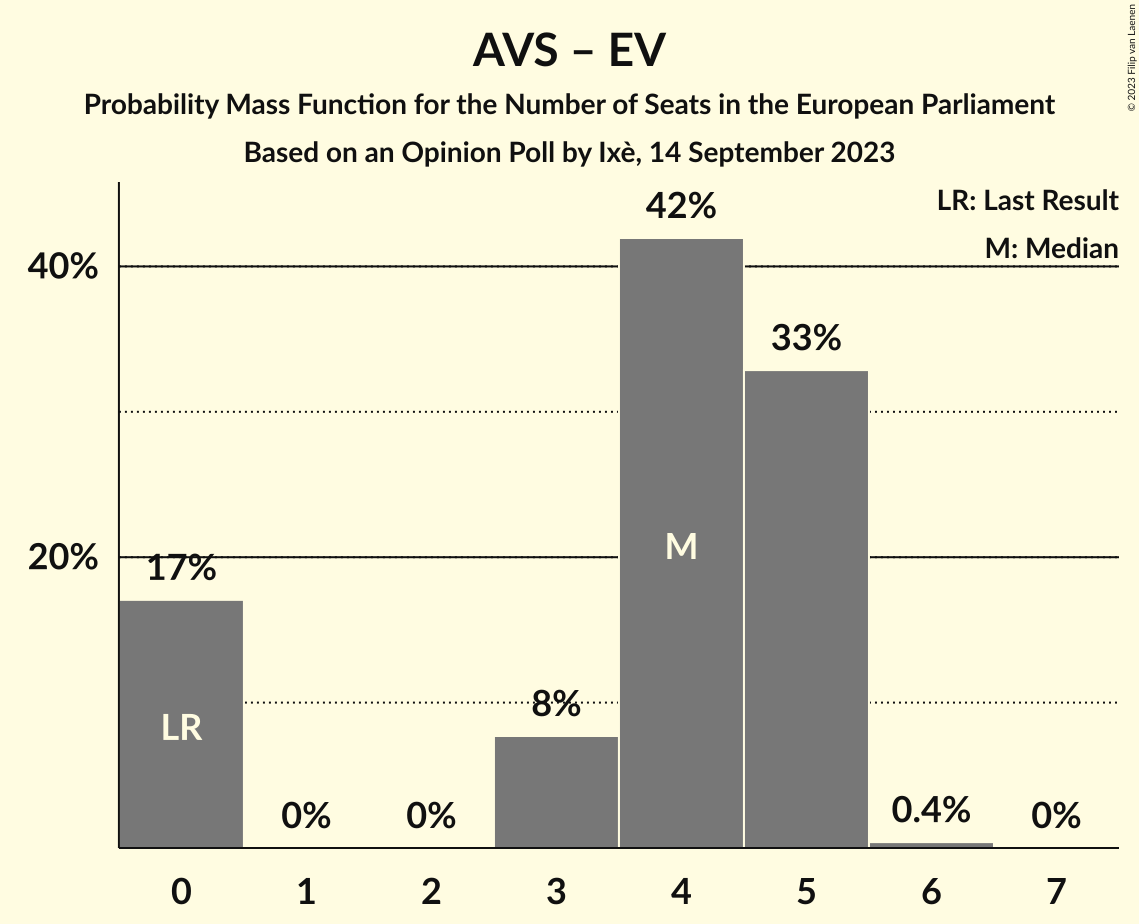 AVS – EV
Probability Mass Function for the Number of Seats in the European Parliament
Based on an Opinion Poll by Ixè, 14 September 2023
© 2023 Filip van Laenen
LR: Last Result
M: Median
40%
20%
17%
0%
0%
8%
42%
33%
0.4%
0%
LR
M
0 1 2 3 4 5 6 7